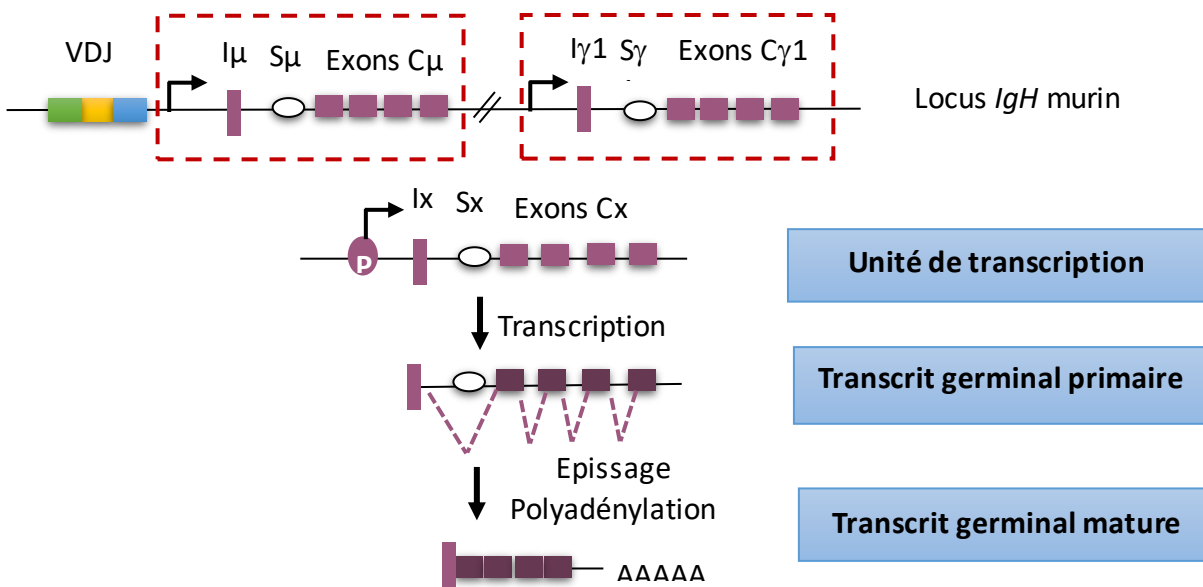 VDJ
Iμ Sμ Exons Cμ
Iγ1 Sγ Exons Cγ1
Locus IgH murin
Ix Sx Exons Cx
P
Unité de transcription
Transcription
Transcrit germinal primaire
Epissage
Polyadénylation
Transcrit germinal mature
AAAAA